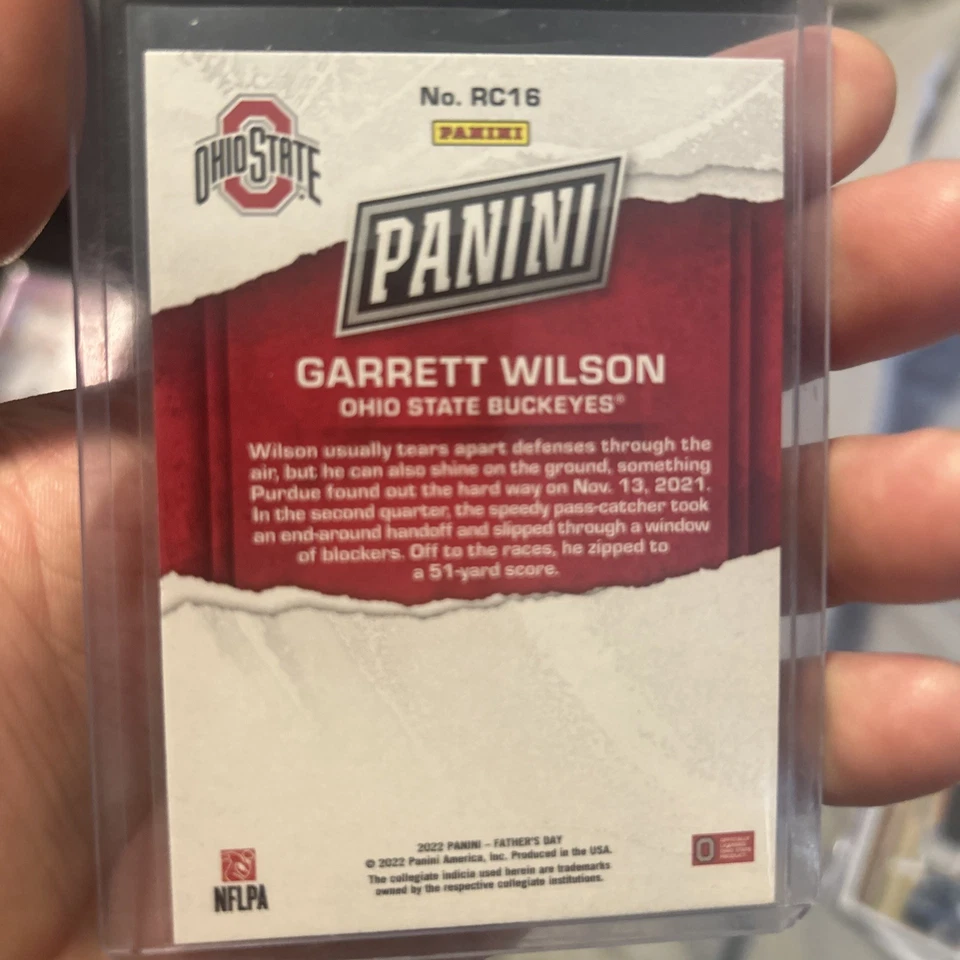 No. RC16
PANINI
OHIO STATE
PANINI
GARRETT WILSON
OHIO STATE BUCKEYES®
Wilson usually tears apart defenses through the
air, but he can also shine on the ground, something
Purdue found out the hard way on Nov. 13, 2021.
In the second quarter, the speedy pass-catcher took
an end-around handoff and slipped through a window
of blockers. Off to the races, he zipped to
a 51-yard score.
2022 PANINI – FATHER'S DAY
© 2022 Panini America, Inc. Produced in the USA.
The collegiate indicia used herein are trademarks
owned by the respective collegiate institutions.
NFLPA